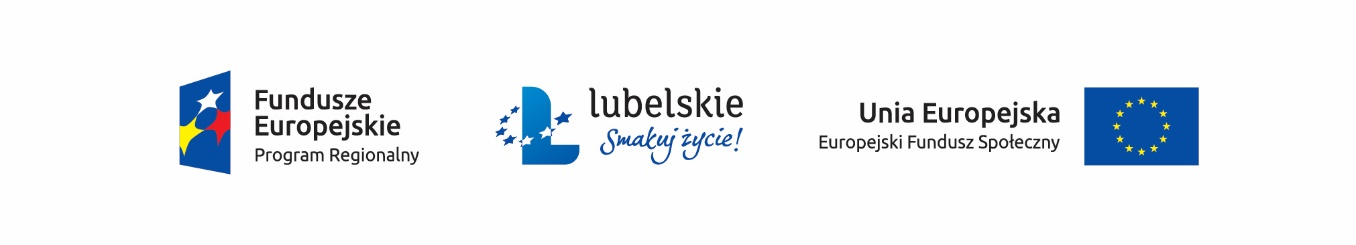 Fundusze
Europejskie
Program Regionalny
lubelskie
Smakuj życie!
Unia Europejska
Europejski Fundusz Społeczny